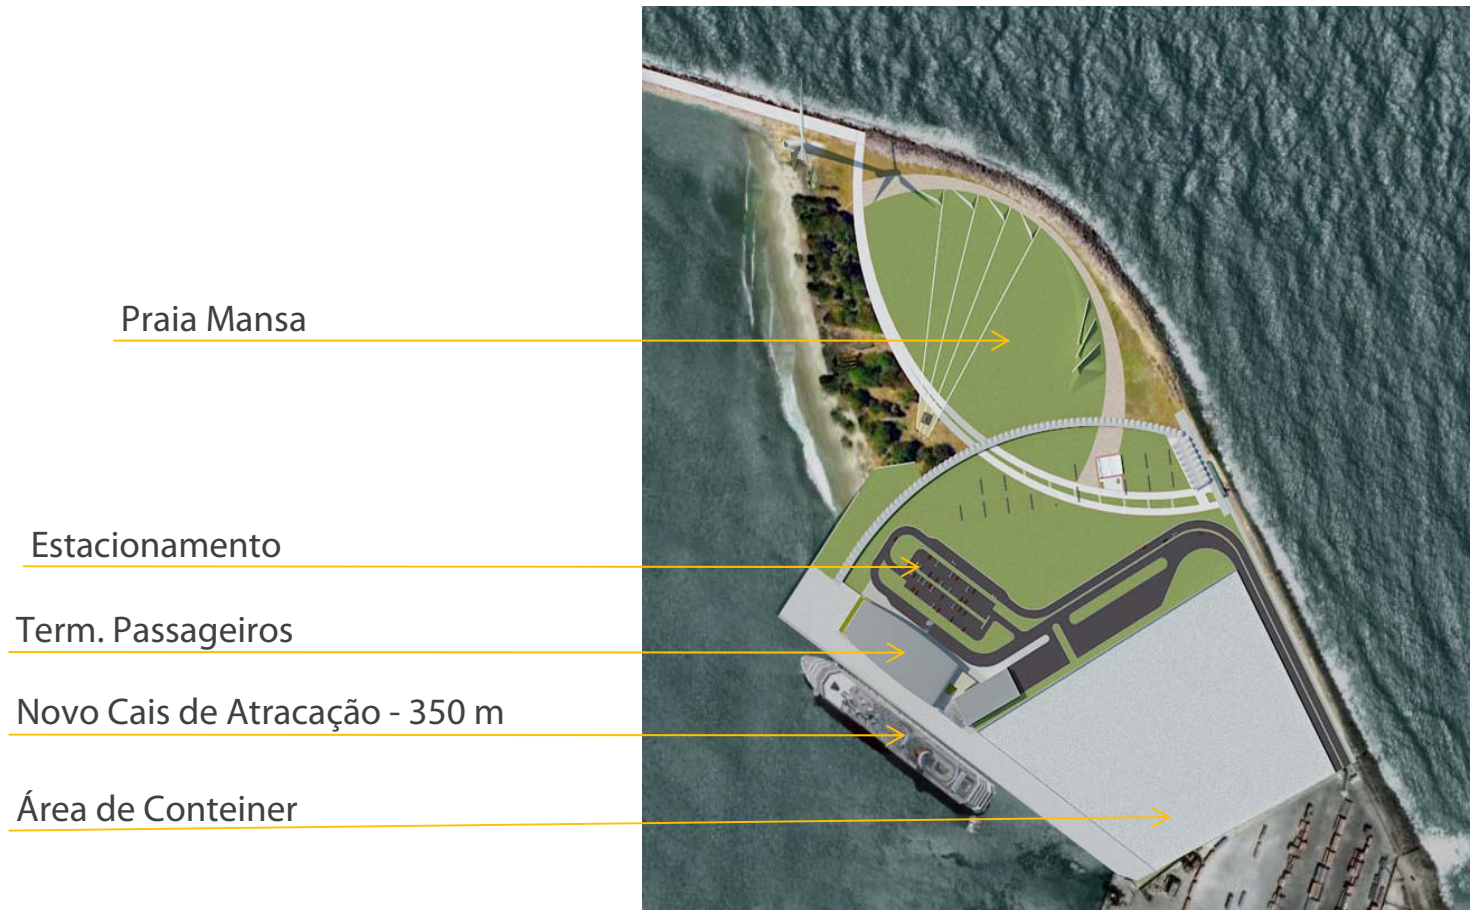 Praia Mansa
Estacionamento
Term. Passageiros
Novo Cais de Atracação - 350 m
Área de Conteiner